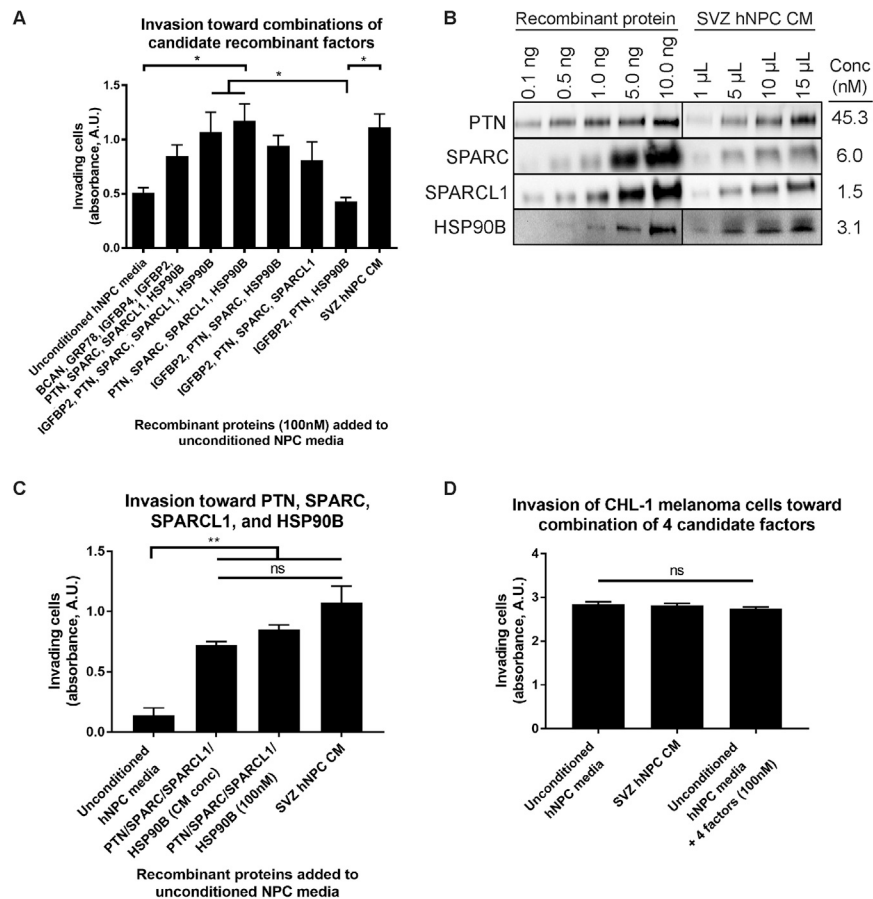 A
Invasion toward combinations of
candidate recombinant factors
*
*
*
Invading cells
(absorbance, A.U.)
1.5
1.0
0.5
0.0
Unconditioned hNPC media
BCAN, GRP78, IGFBP4, IGFBP2,
PTN, SPARC, SPARCL1, HSP90B
IGFBP2, PTN, SPARC, SPARCL1, HSP90B
PTN, SPARC, SPARCL1, HSP90B
IGFBP2, PTN, SPARC, HSP90B
IGFBP2, PTN, SPARC, SPARCL1
IGFBP2, PTN, HSP90B
SVZ hNPC CM
Recombinant proteins (100nM) added to
unconditioned NPC media
B
Recombinant protein
SVZ hNPC CM
0.1 ng
0.5 ng
1.0 ng
5.0 ng
10.0 ng
1 µL
5 µL
10 µL
15 µL
Conc
(nM)
PTN
45.3
SPARC
6.0
SPARCL1
1.5
HSP90B
3.1
C
Invasion toward PTN, SPARC,
SPARCL1, and HSP90B
**
ns
Invading cells
(absorbance, A.U.)
1.5
1.0
0.5
0.0
Unconditioned
hNPC media
PTN/SPARC/SPARCL1/
HSP90B (CM conc)
PTN/SPARC/SPARCL1/
HSP90B (100nM)
SVZ hNPC CM
Recombinant proteins added to
unconditioned NPC media
D
Invasion of CHL-1 melanoma cells toward
combination of 4 candidate factors
ns
Invading cells
(absorbance, A.U.)
4
3
2
1
0
Unconditioned
hNPC media
SVZ hNPC CM
Unconditioned
hNPC media
+ 4 factors (100nM)